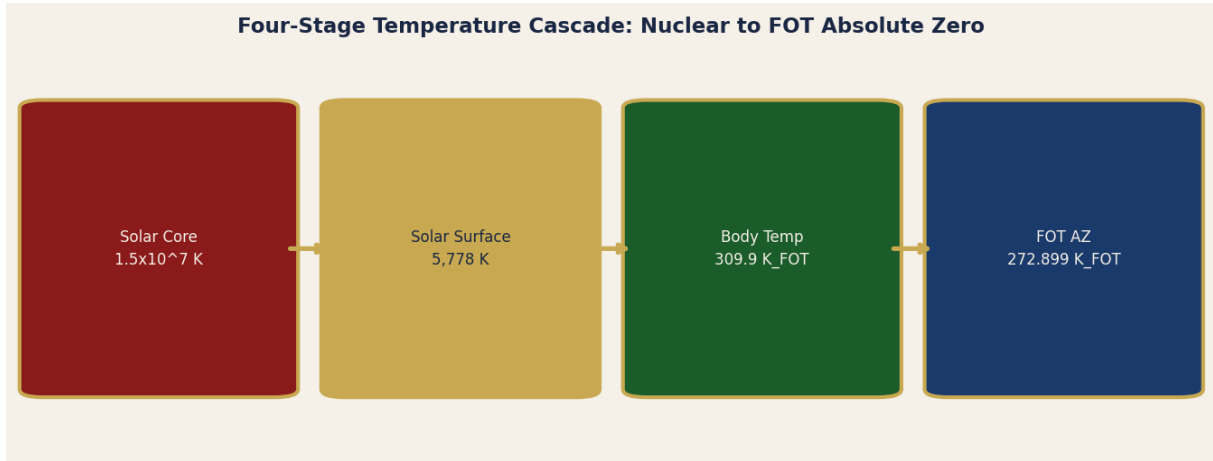 Four-Stage Temperature Cascade: Nuclear to FOT Absolute Zero
Solar Core
1.5x10^7 K
Solar Surface
5,778 K
Body Temp
309.9 K_FOT
FOT AZ
272.899 K_FOT